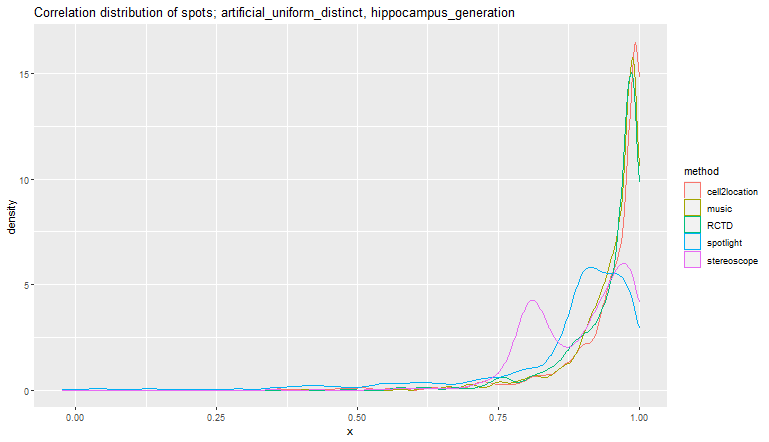 Correlation distribution of spots; artificial_uniform_distinct, hippocampus_generation
density
15
10
5
0
0.00 0.25 0.50 0.75 1.00
x
method
cell2location
music
RCTD
spotlight
stereoscope